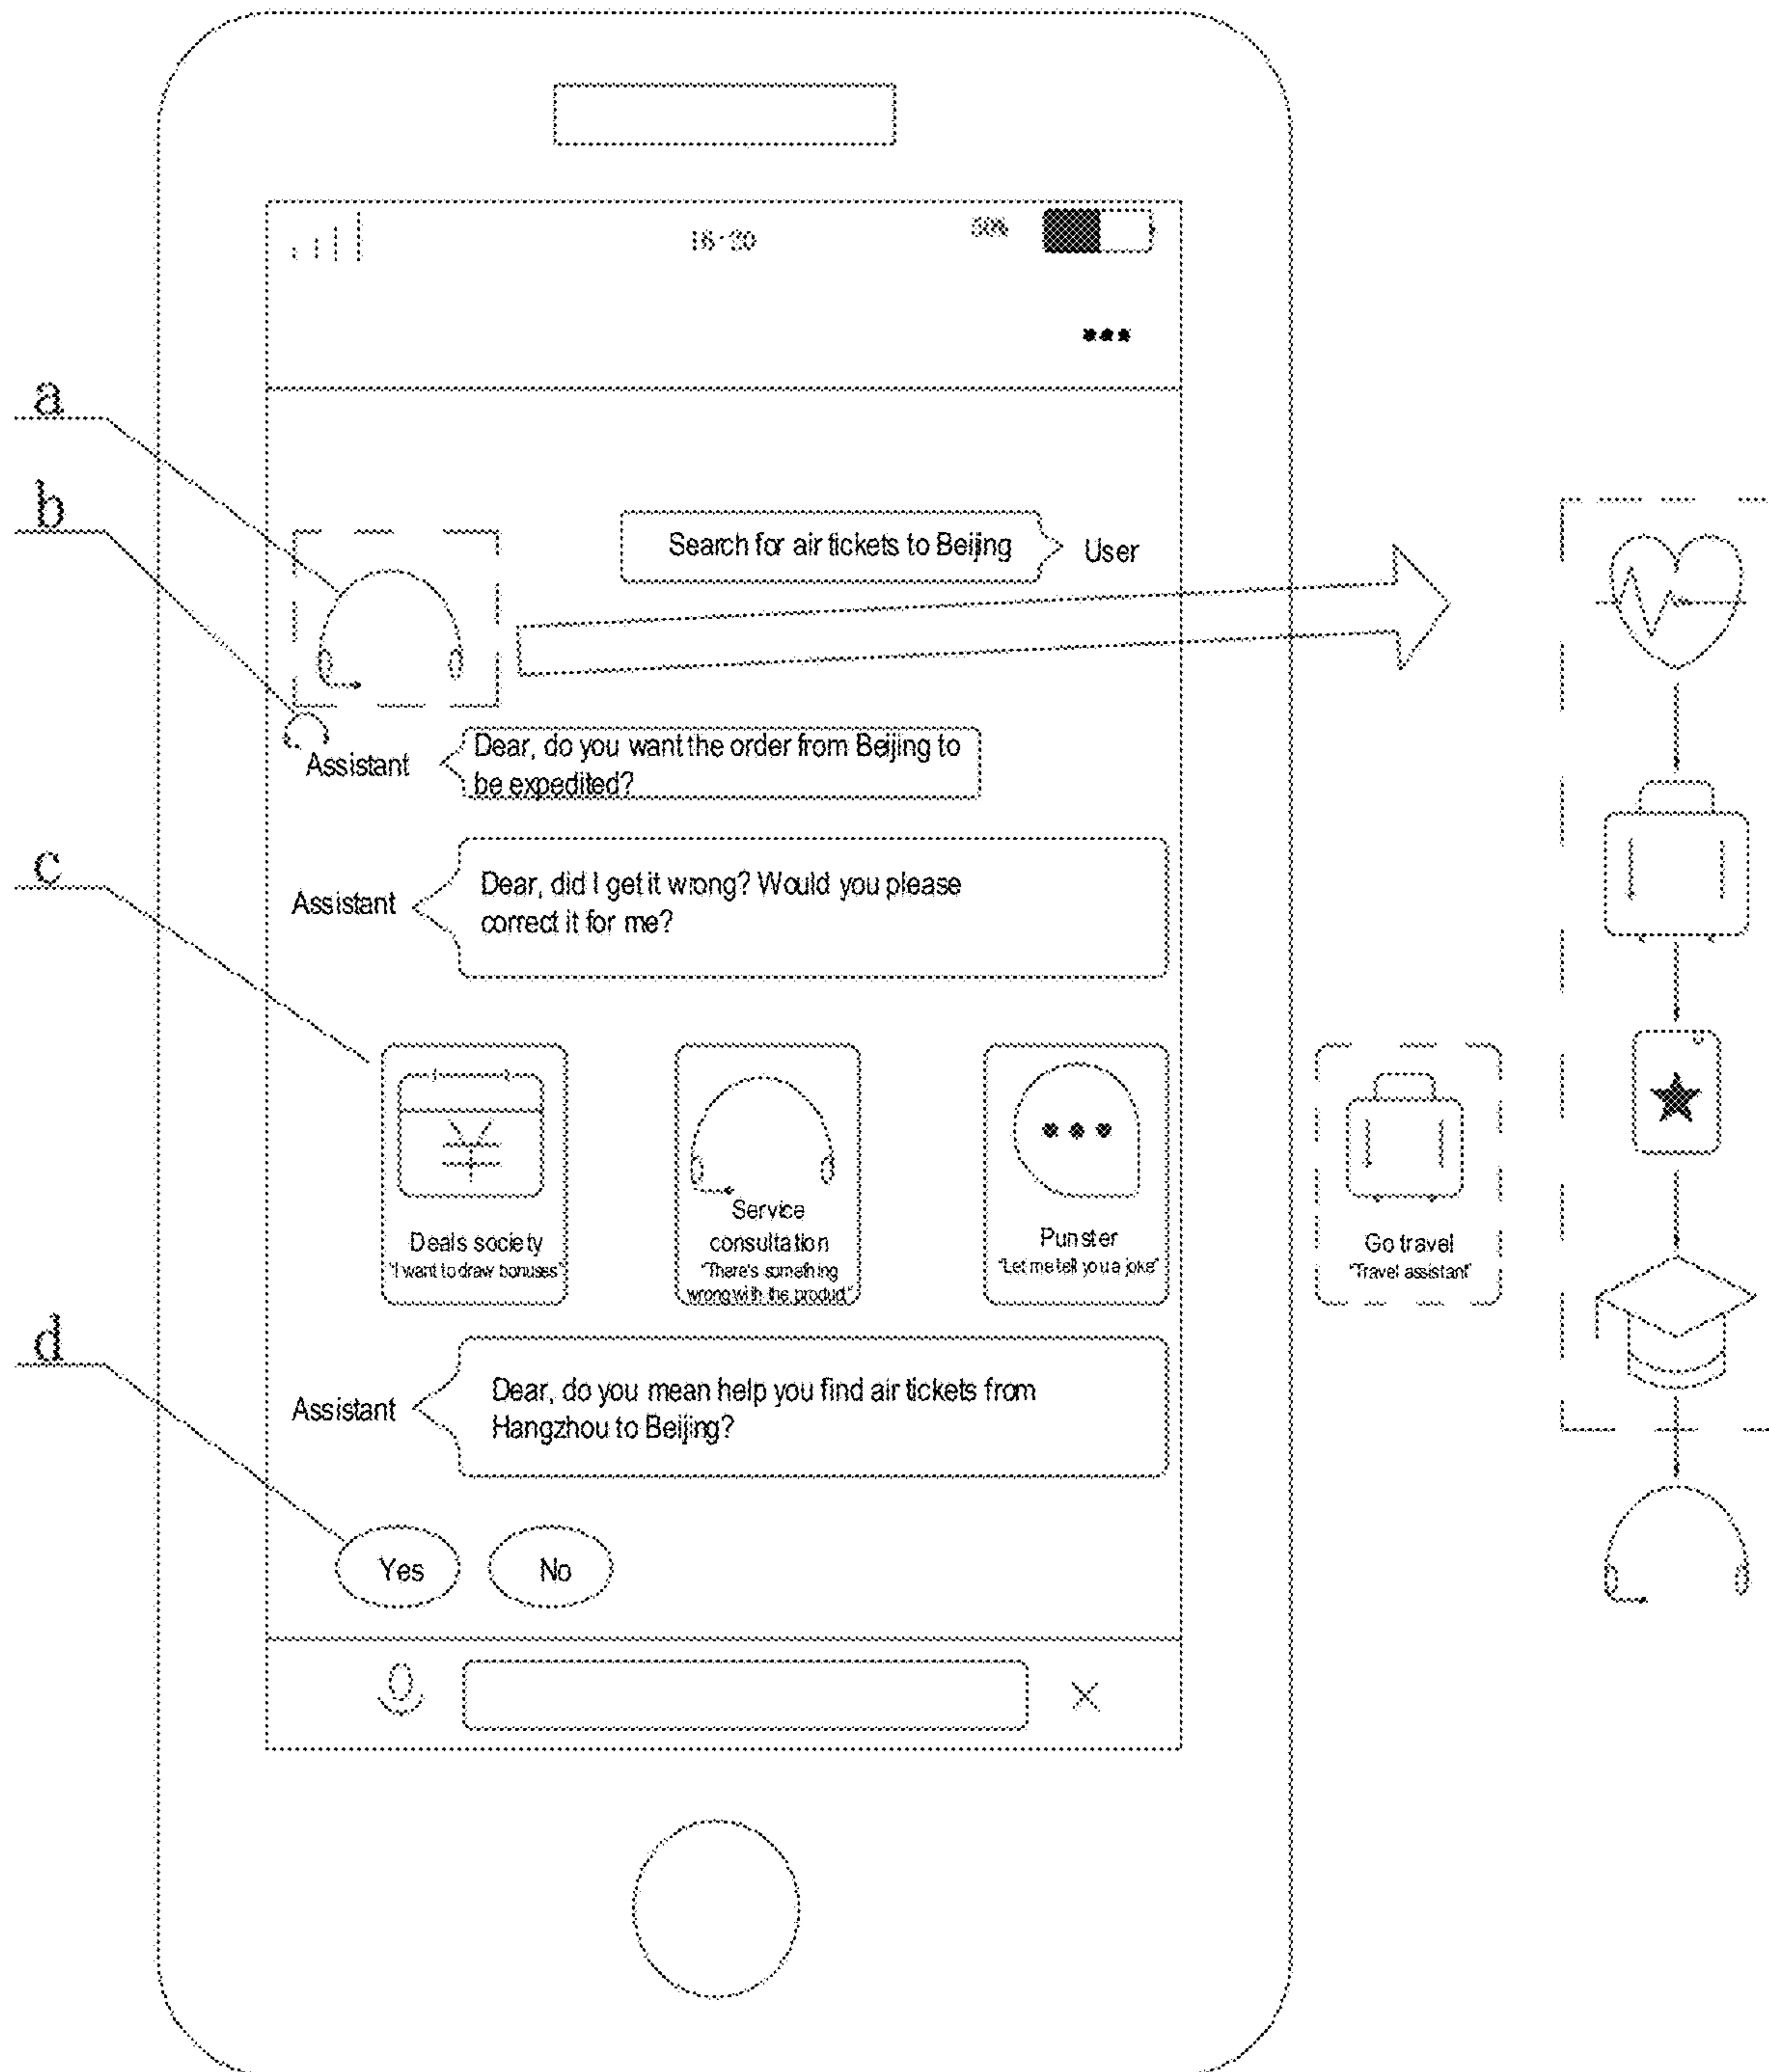 16:30
50%
a
b
Search for air tickets to Beijing
User
Assistant
Dear, do you want the order from Beijing to
be expedited?
c
Assistant
Dear, did I get it wrong? Would you please
correct it for me?
Deals society
"I want to draw bonuses"
Service
consultation
"There's something
wrong with the product"
Punster
"Let me tell you a joke"
Go travel
"Travel assistant"
d
Assistant
Dear, do you mean help you find air tickets from
Hangzhou to Beijing?
Yes
No